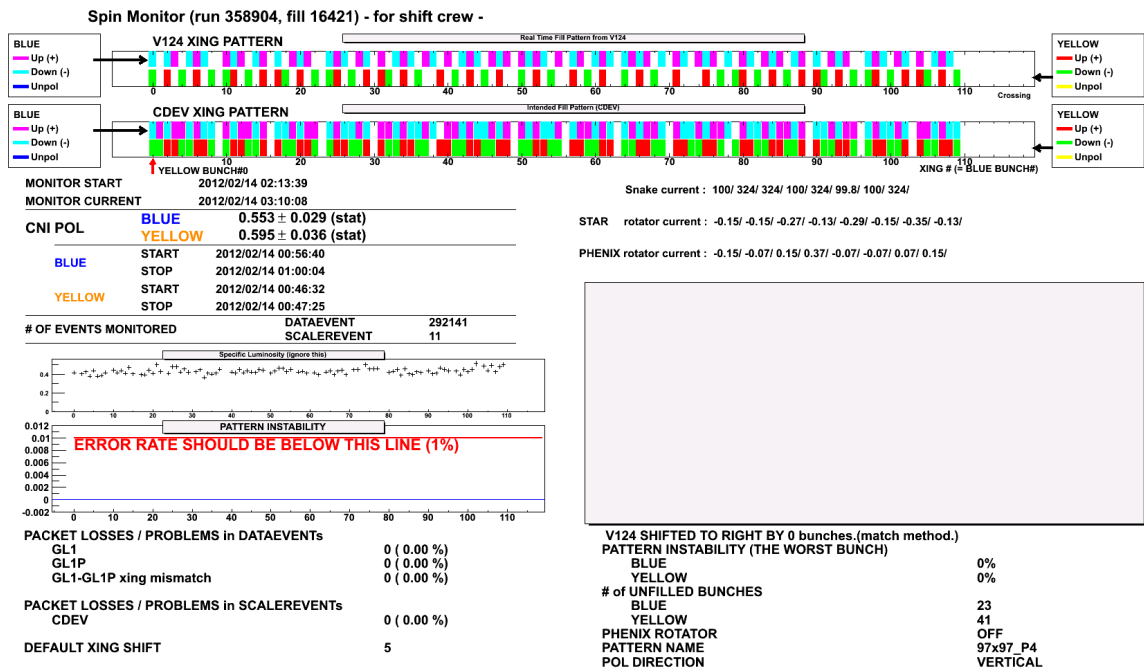 Spin Monitor (run 358904, fill 16421) - for shift crew -
BLUE
Up (+)
Down (-)
Unpol
V124 XING PATTERN
Real Time Fill Pattern from V124
0 10 20 30 40 50 60 70 80 90 100 110
Crossing
YELLOW
Up (+)
Down (-)
Unpol
BLUE
Up (+)
Down (-)
Unpol
CDEV XING PATTERN
Intended Fill Pattern (CDEV)
0 10 20 30 40 50 60 70 80 90 100 110
YELLOW BUNCH#0
XING # (= BLUE BUNCH#)
YELLOW
Up (+)
Down (-)
Unpol
MONITOR START 2012/02/14 02:13:39
MONITOR CURRENT 2012/02/14 03:10:08
CNI POL BLUE 0.553 ± 0.029 (stat)
YELLOW 0.595 ± 0.036 (stat)
BLUE START 2012/02/14 00:56:40
STOP 2012/02/14 01:00:04
YELLOW START 2012/02/14 00:46:32
STOP 2012/02/14 00:47:25
# OF EVENTS MONITORED DATAEVENT 292141
SCALEREVENT 11
Snake current : 100/ 324/ 324/ 100/ 324/ 99.8/ 100/ 324/
STAR rotator current : -0.15/ -0.15/ -0.27/ -0.13/ -0.29/ -0.15/ -0.35/ -0.13/
PHENIX rotator current : -0.15/ -0.07/ 0.15/ 0.37/ -0.07/ -0.07/ 0.07/ 0.15/
Specific Luminosity (ignore this)
0.4
0.2
0
0 10 20 30 40 50 60 70 80 90 100 110
PATTERN INSTABILITY
0.012
0.01
0.008
0.006
0.004
0.002
0
-0.002
ERROR RATE SHOULD BE BELOW THIS LINE (1%)
0 10 20 30 40 50 60 70 80 90 100 110
PACKET LOSSES / PROBLEMS in DATAEVENTs
GL1 0 ( 0.00 %)
GL1P 0 ( 0.00 %)
GL1-GL1P xing mismatch 0 ( 0.00 %)
PACKET LOSSES / PROBLEMS in SCALEREVENTs
CDEV 0 ( 0.00 %)
DEFAULT XING SHIFT 5
V124 SHIFTED TO RIGHT BY 0 bunches.(match method.)
PATTERN INSTABILITY (THE WORST BUNCH)
BLUE 0%
YELLOW 0%
# of UNFILLED BUNCHES
BLUE 23
YELLOW 41
PHENIX ROTATOR OFF
PATTERN NAME 97x97_P4
POL DIRECTION VERTICAL